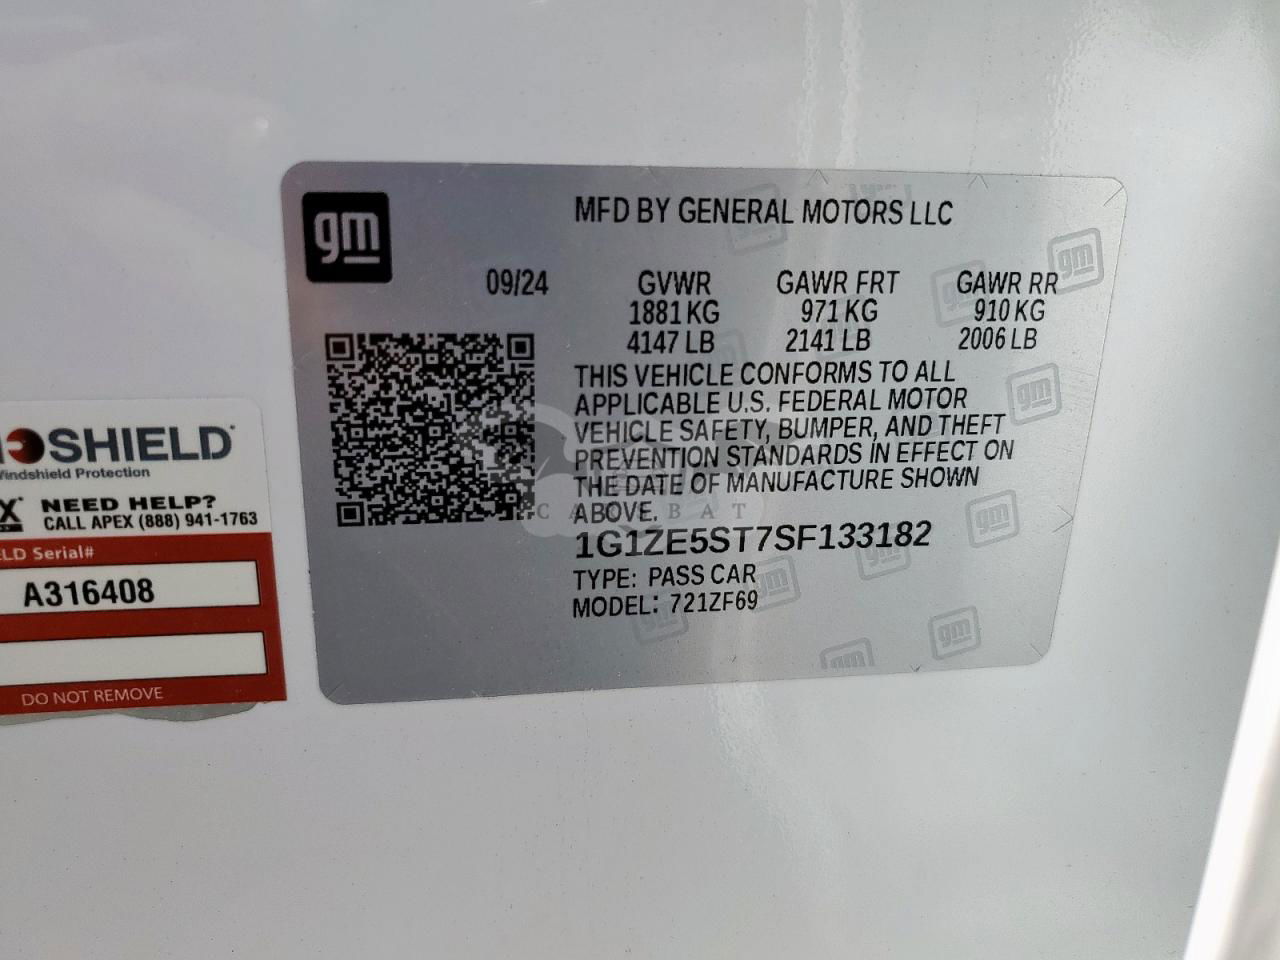 gm
MFD BY GENERAL MOTORS LLC
09/24 GVWR GAWR FRT GAWR RR
1881 KG 971 KG 910 KG
4147 LB 2141 LB 2006 LB
THIS VEHICLE CONFORMS TO ALL
APPLICABLE U.S. FEDERAL MOTOR
VEHICLE SAFETY, BUMPER, AND THEFT
PREVENTION STANDARDS IN EFFECT ON
THE DATE OF MANUFACTURE SHOWN
ABOVE.
1G1ZE5ST7SF133182
TYPE: PASS CAR
MODEL: 721ZF69
SHIELD
Windshield Protection
NEED HELP?
CALL APEX (888) 941-1763
Serial#
A316408
DO NOT REMOVE